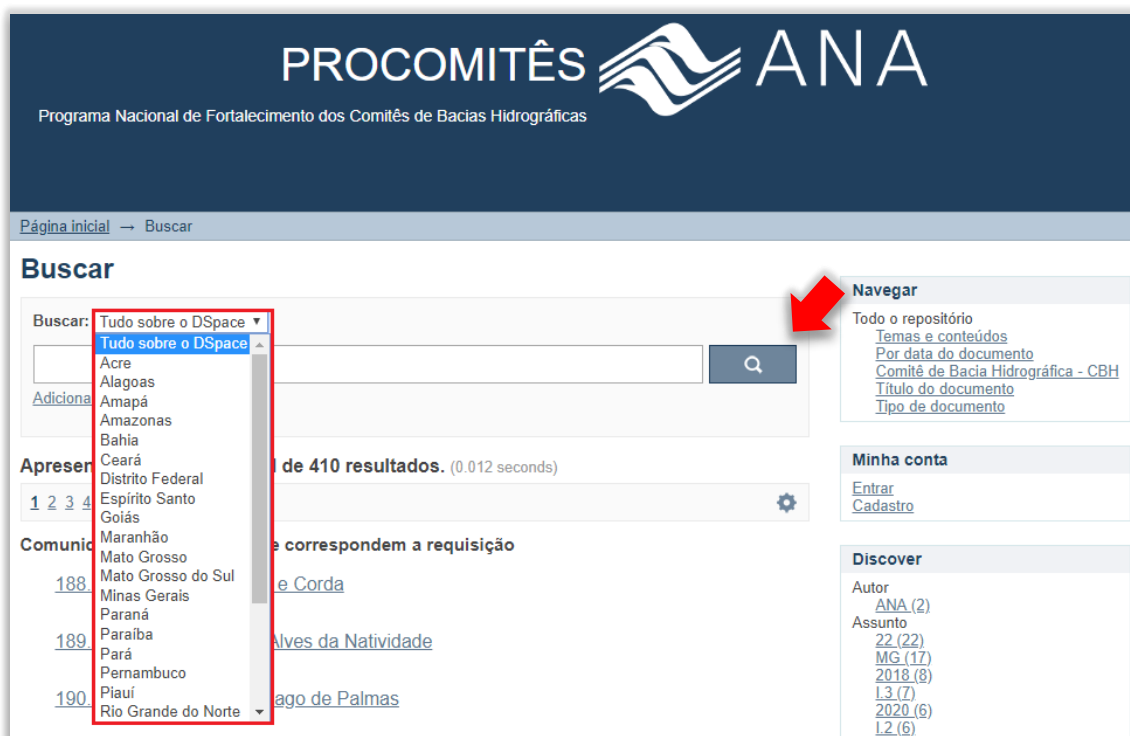 PROCOMITÊS ANA
Programa Nacional de Fortalecimento dos Comitês de Bacias Hidrográficas
Página inicial → Buscar
Buscar
Buscar: Tudo sobre o DSpace
Tudo sobre o DSpace
Acre
Alagoas
Amapá
Amazonas
Bahia
Ceará
Distrito Federal
Espírito Santo
Goiás
Maranhão
Mato Grosso
Mato Grosso do Sul
Minas Gerais
Paraná
Paraíba
Pará
Pernambuco
Piauí
Rio Grande do Norte
Adiciona
Apresen de 410 resultados. (0.012 seconds)
1 2 3 4
Comunic e correspondem a requisição
188. e Corda
189. Alves da Natividade
190. ago de Palmas
Navegar
Todo o repositório
Temas e conteúdos
Por data do documento
Comitê de Bacia Hidrográfica - CBH
Título do documento
Tipo de documento
Minha conta
Entrar
Cadastro
Discover
Autor
ANA (2)
Assunto
22 (22)
MG (17)
2018 (8)
I.3 (7)
2020 (6)
I.2 (6)